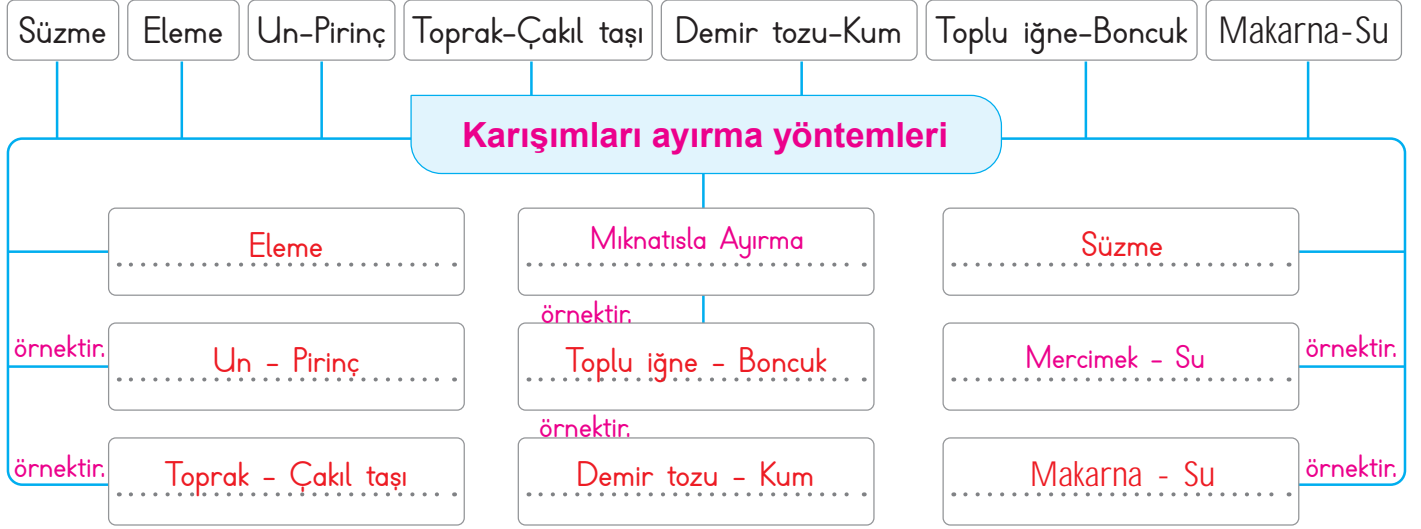 Süzme
Eleme
Un-Pirinç
Toprak-Çakıl taşı
Demir tozu-Kum
Toplu iğne-Boncuk
Makarna-Su
Karışımları ayırma yöntemleri
Eleme
Mıknatısla Ayırma
Süzme
örnektir.
örnektir.
Un - Pirinç
Toplu iğne - Boncuk
Mercimek - Su
örnektir.
örnektir.
örnektir.
Toprak - Çakıl taşı
Demir tozu - Kum
Makarna - Su
örnektir.